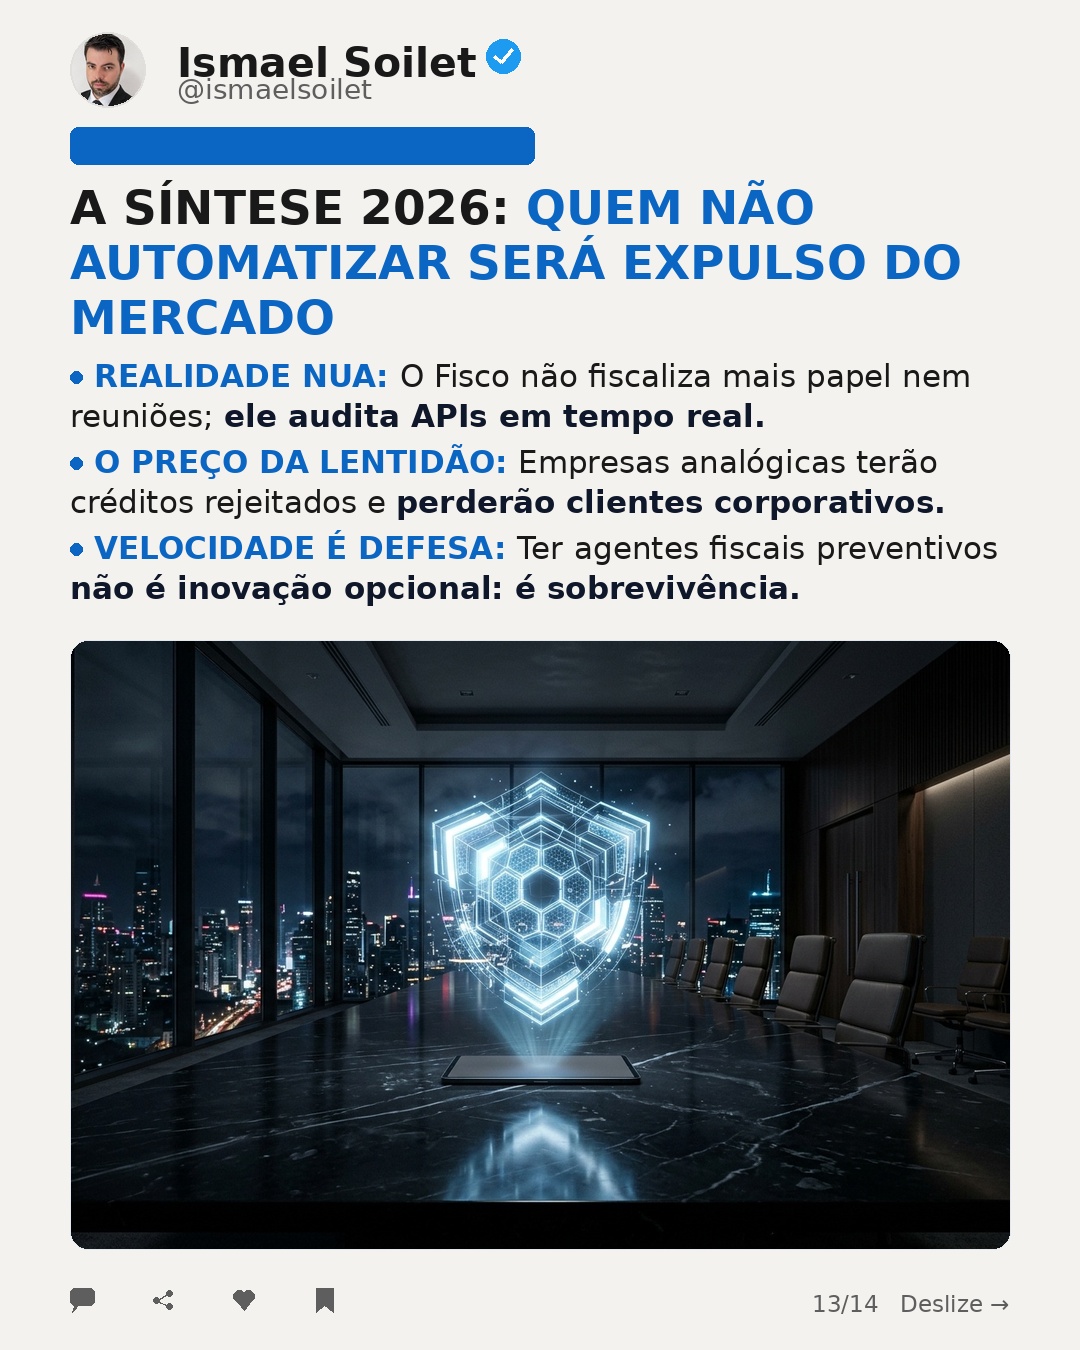 Ismael Soilet
@ismaelsoilet
A SÍNTESE 2026: QUEM NÃO
AUTOMATIZAR SERÁ EXPULSO DO
MERCADO
• REALIDADE NUA: O Fisco não fiscaliza mais papel nem
reuniões; ele audita APIs em tempo real.
• O PREÇO DA LENTIDÃO: Empresas analógicas terão
créditos rejeitados e perderão clientes corporativos.
• VELOCIDADE É DEFESA: Ter agentes fiscais preventivos
não é inovação opcional: é sobrevivência.
13/14 Deslize →